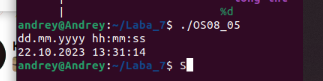 %d
andrey@Andrey:~/Laba_7$ ./OS08_05
dd.mm.yyyy hh:mm:ss
22.10.2023 13:31:14
andrey@Andrey:~/Laba_7$ S